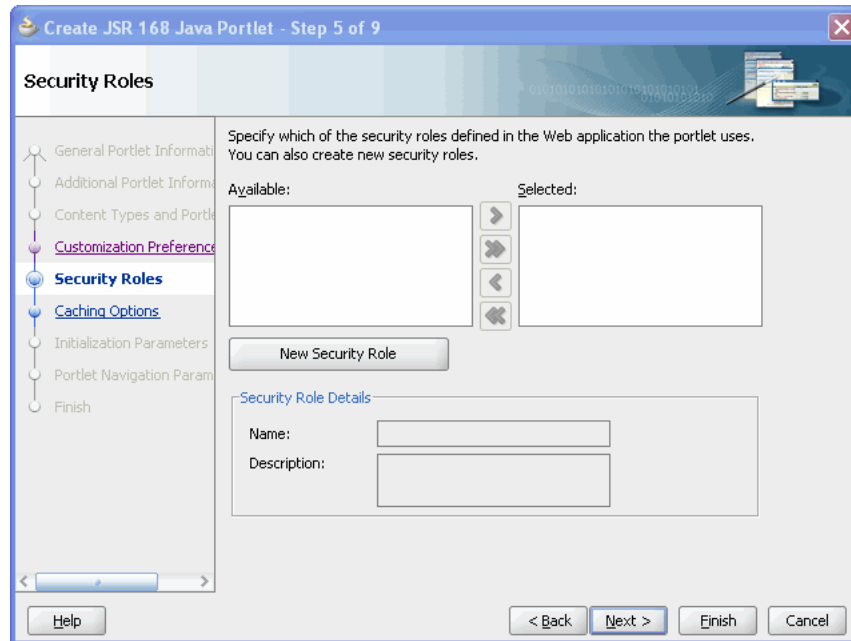 Create JSR 168 Java Portlet - Step 5 of 9
Security Roles
010101010101010101010101
01010101010
General Portlet Informati
Additional Portlet Informa
Content Types and Portle
Customization Preference
Security Roles
Caching Options
Initialization Parameters
Portlet Navigation Param
Finish
Specify which of the security roles defined in the Web application the portlet uses.
You can also create new security roles.
Available: Selected:
New Security Role
Security Role Details
Name:
Description:
Help < Back Next > Finish Cancel